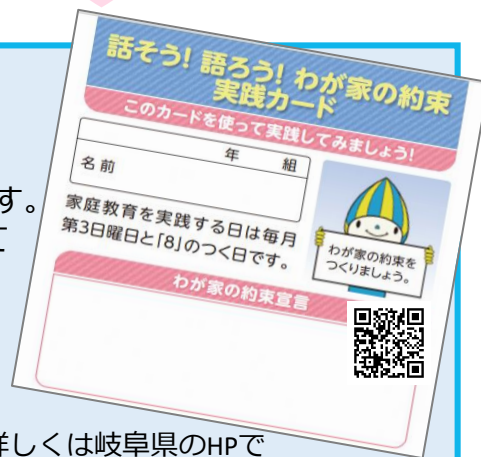 話そう! 語ろう! わが家の約束
実践カード
このカードを使って実践してみましょう!
年 組
名前
家庭教育を実践する日は毎月
第3日曜日と「8」のつく日です。
わが家の約束を
つくりましょう。
わが家の約束宣言
す。
詳しくは岐阜県のHPで